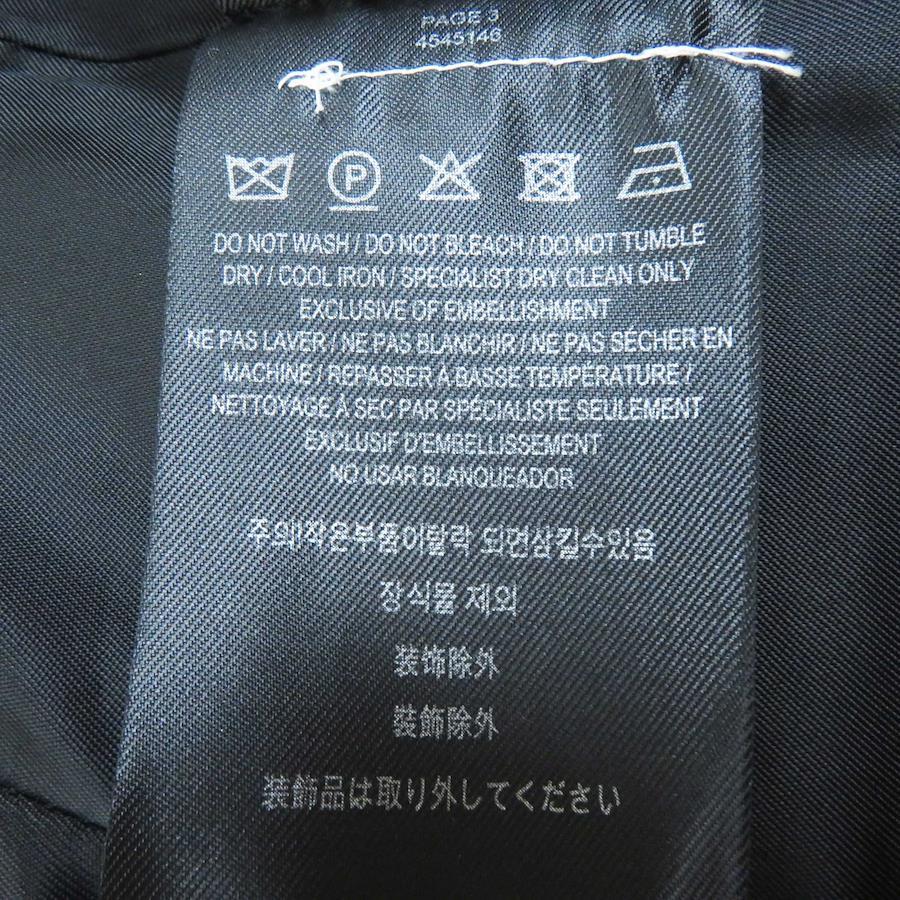 PAGE 3
4545146
P
DO NOT WASH / DO NOT BLEACH / DO NOT TUMBLE
DRY / COOL IRON / SPECIALIST DRY CLEAN ONLY
EXCLUSIVE OF EMBELLISHMENT
NE PAS LAVER / NE PAS BLANCHIR / NE PAS SÉCHER EN
MACHINE / REPASSER À BASSE TEMPERATURE /
NETTOYAGE À SEC PAR SPÉCIALISTE SEULEMENT
EXCLUSIF D'EMBELLISSEMENT
NO USAR BLANQUEADOR
주의!작은부품이탈락 되면삼킬수있음
장식물 제외
装饰除外
裝飾除外
装飾品は取り外してください